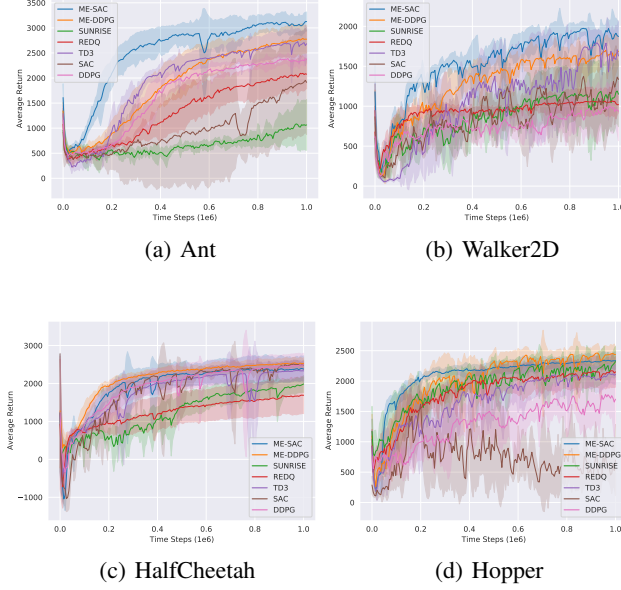 3500
3000
2500
2000
1500
1000
500
0
Average Return
ME-SAC
ME-DDPG
SUNRISE
REDQ
TD3
SAC
DDPG
0.0 0.2 0.4 0.6 0.8 1.0
Time Steps (1e6)
(a) Ant
2000
1500
1000
500
0
Average Return
ME-SAC
ME-DDPG
SUNRISE
REDQ
TD3
SAC
DDPG
0.0 0.2 0.4 0.6 0.8 1.0
Time Steps (1e6)
(b) Walker2D
3000
2000
1000
0
−1000
Average Return
ME-SAC
ME-DDPG
SUNRISE
REDQ
TD3
SAC
DDPG
0.0 0.2 0.4 0.6 0.8 1.0
Time Steps (1e6)
(c) HalfCheetah
2500
2000
1500
1000
500
0
Average Return
ME-SAC
ME-DDPG
SUNRISE
REDQ
TD3
SAC
DDPG
0.0 0.2 0.4 0.6 0.8 1.0
Time Steps (1e6)
(d) Hopper